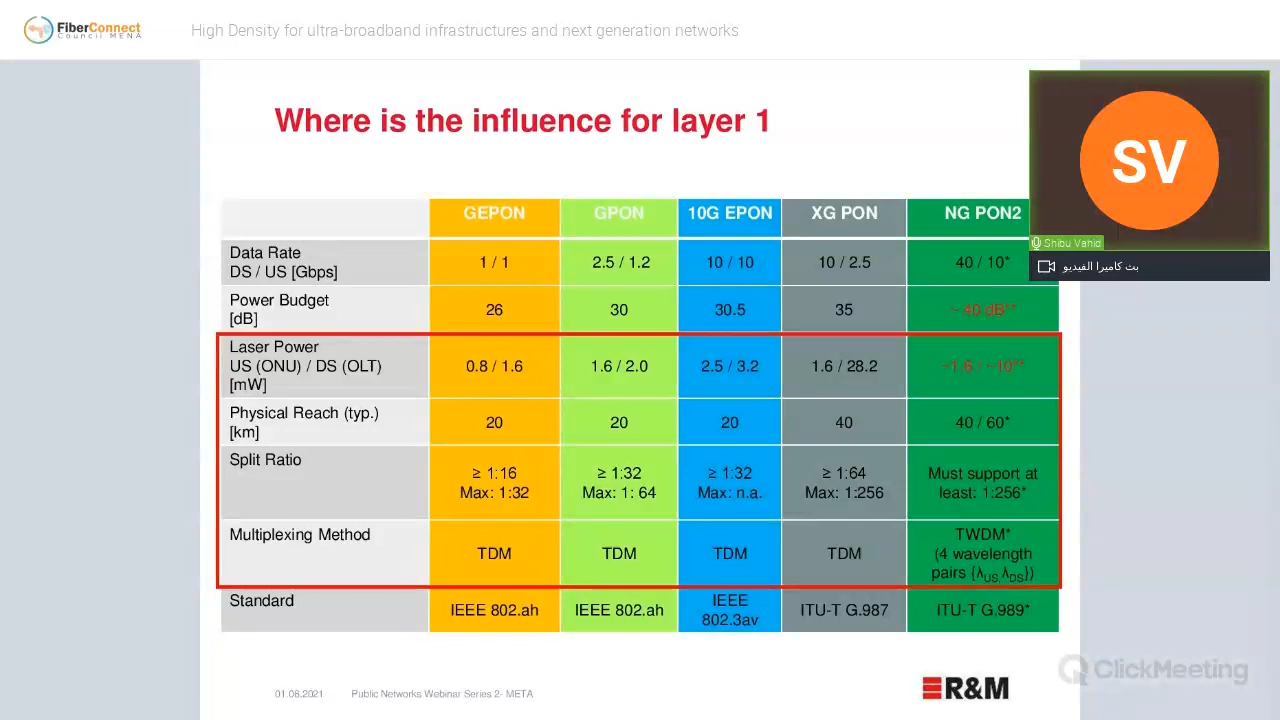 FiberConnect
Council MENA
High Density for ultra-broadband infrastructures and next generation networks
Where is the influence for layer 1
SV
Shibu Vahid
بث كاميرا الفيديو
GEPON GPON 10G EPON XG PON NG PON2
Data Rate
DS / US [Gbps] 1 / 1 2.5 / 1.2 10 / 10 10 / 2.5 40 / 10*
Power Budget
[dB] 26 30 30.5 35 ~ 40 dB**
Laser Power
US (ONU) / DS (OLT) 0.8 / 1.6 1.6 / 2.0 2.5 / 3.2 1.6 / 28.2 ~1.6 / ~10**
[mW]
Physical Reach (typ.)
[km] 20 20 20 40 40 / 60*
Split Ratio
≥ 1:16 ≥ 1:32 ≥ 1:32 ≥ 1:64 Must support at
Max: 1:32 Max: 1: 64 Max: n.a. Max: 1:256 least: 1:256*
Multiplexing Method TWDM*
TDM TDM TDM TDM (4 wavelength
pairs {λUS,λDS})
Standard IEEE
IEEE 802.ah IEEE 802.ah 802.3av ITU-T G.987 ITU-T G.989*
01.06.2021 Public Networks Webinar Series 2- META
R&M
ClickMeeting